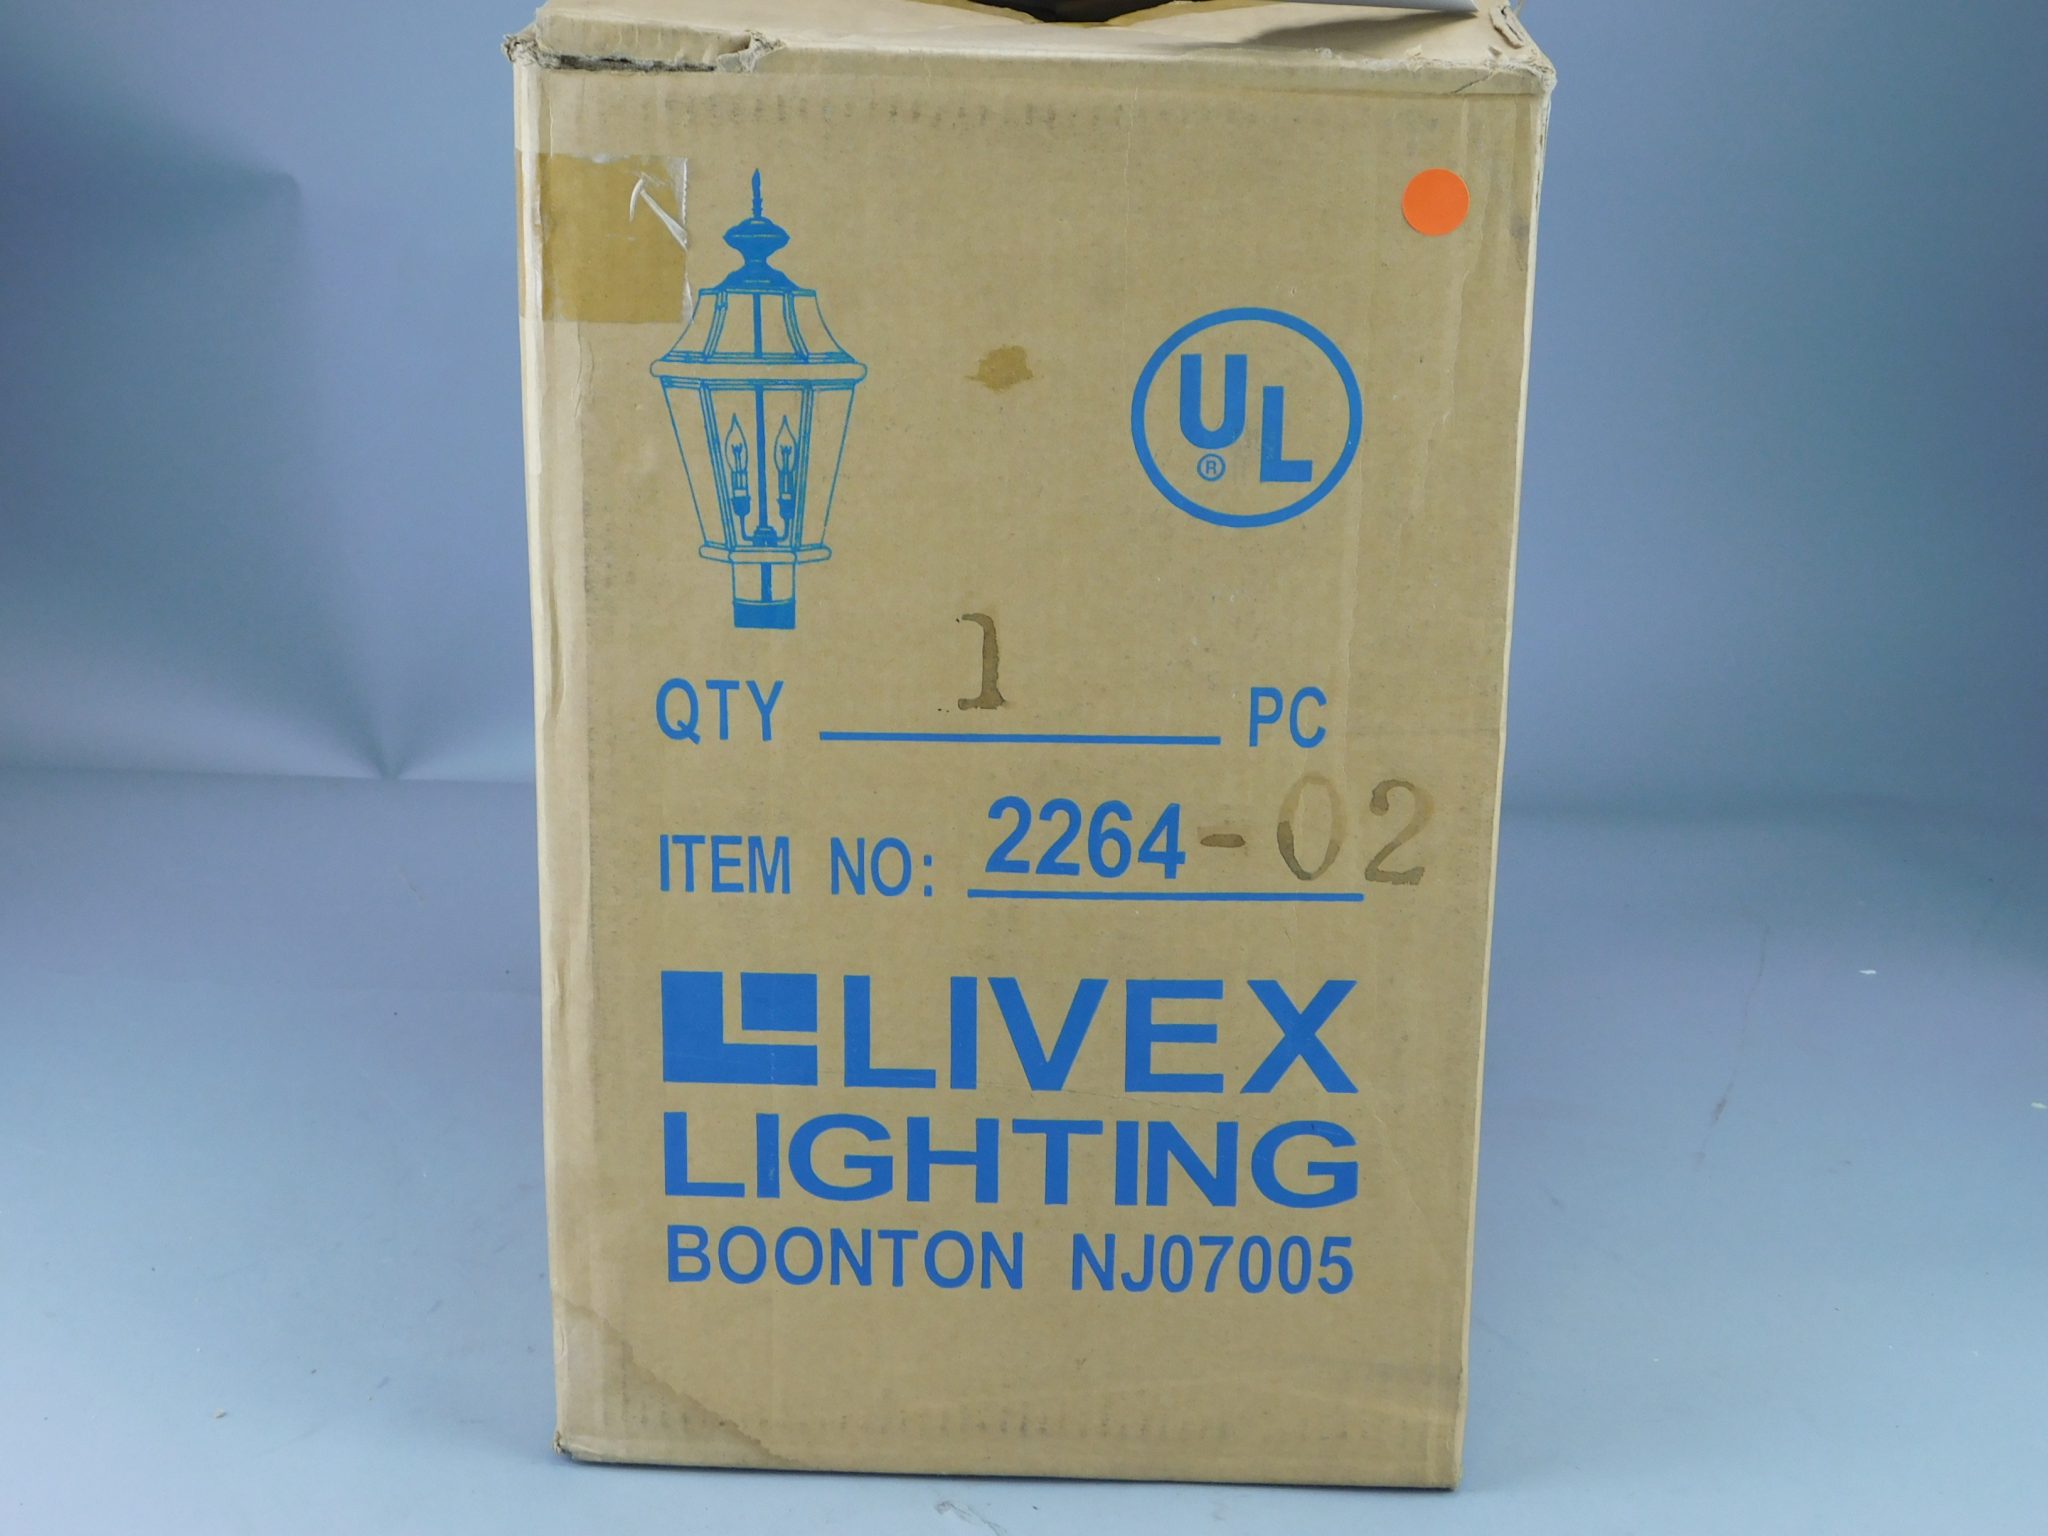 UL
®
QTY 1 PC
ITEM NO: 2264-02
LIVEX
LIGHTING
BOONTON NJ07005